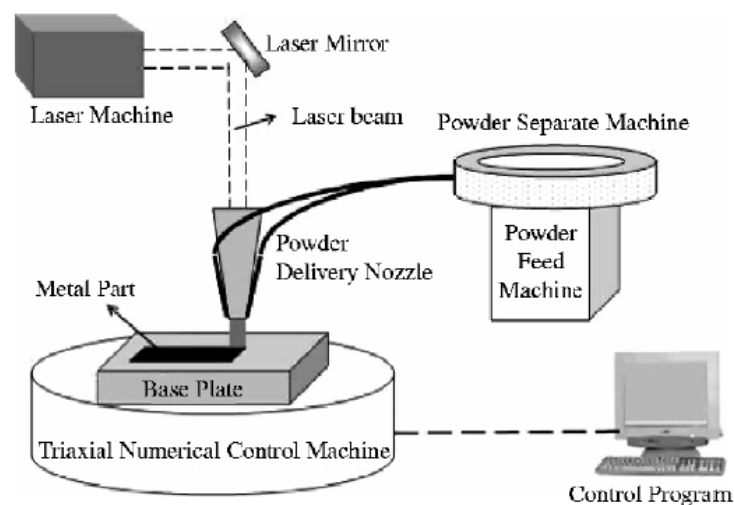 Laser Mirror
Laser Machine
Laser beam
Powder Separate Machine
Powder
Delivery Nozzle
Powder
Feed
Machine
Metal Part
Base Plate
Triaxial Numerical Control Machine
Control Program